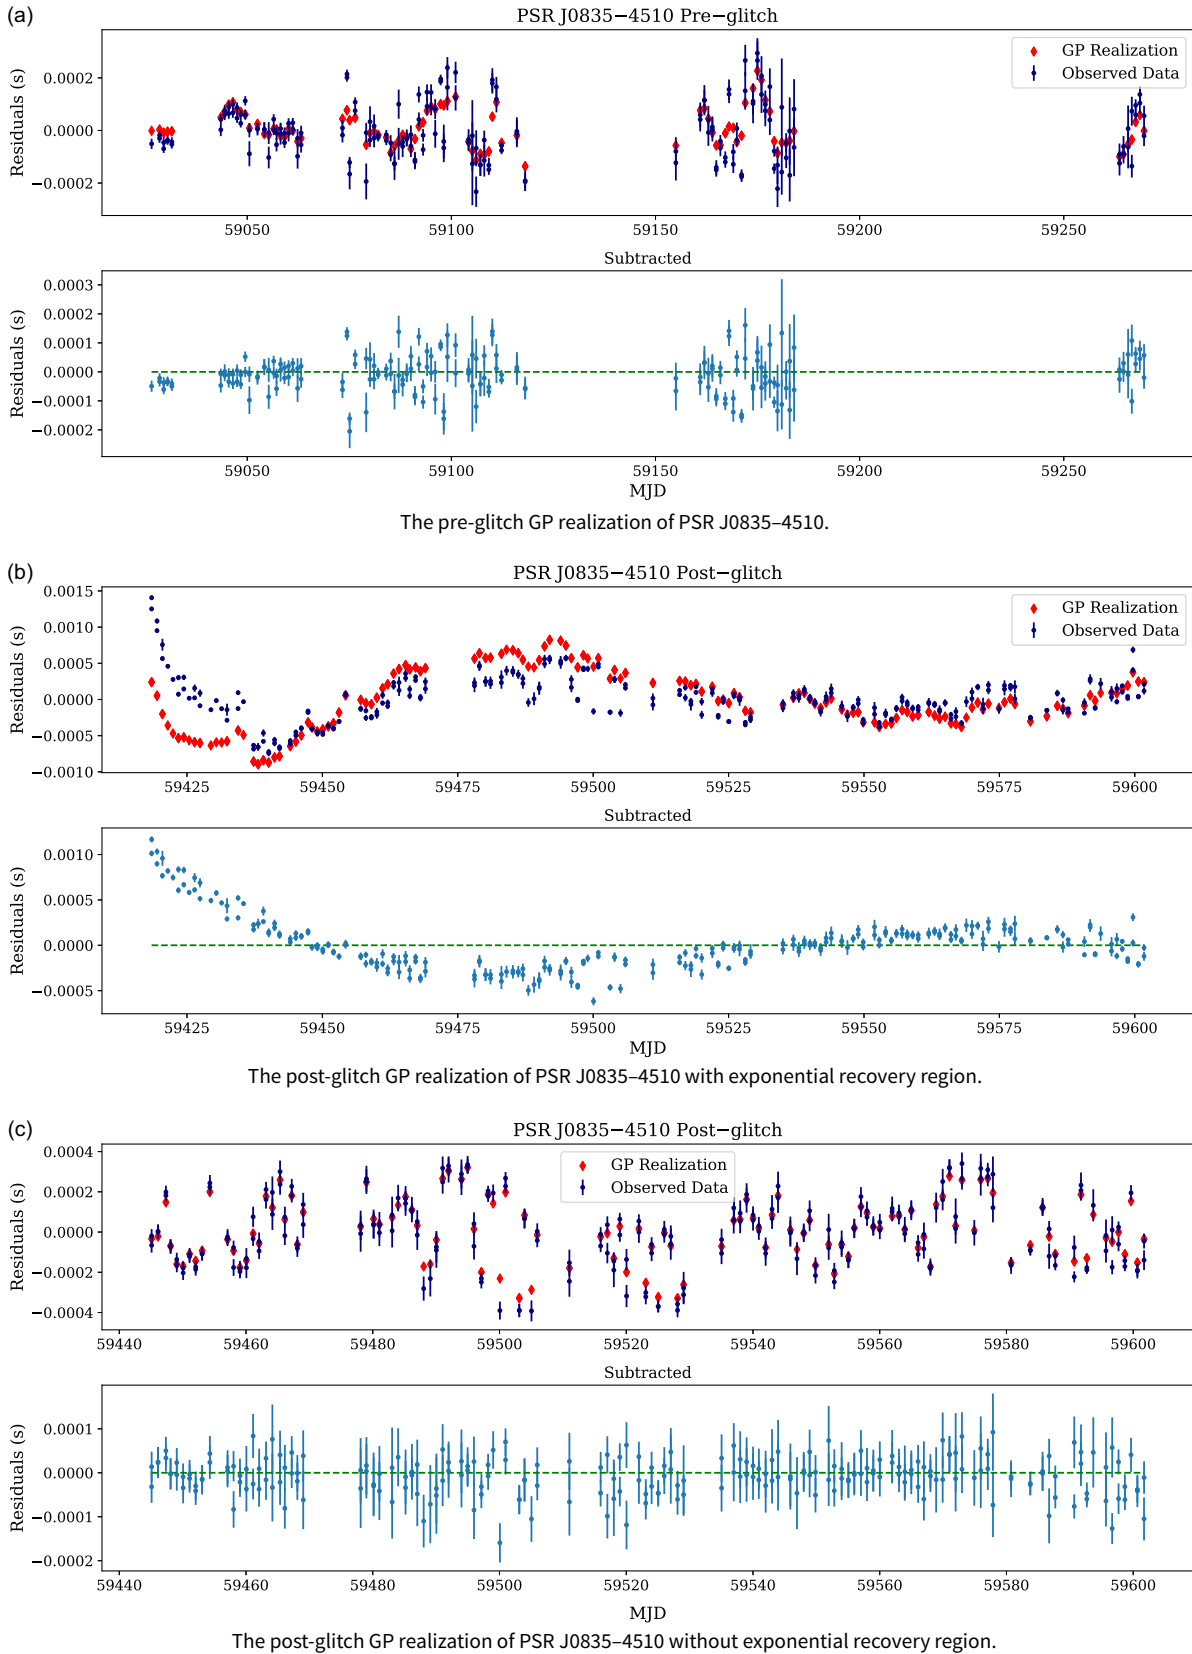 (a)
PSR J0835−4510 Pre−glitch
GP Realization
Observed Data
Residuals (s)
0.0002
0.0000
−0.0002
59050 59100 59150 59200 59250
Subtracted
Residuals (s)
0.0003
0.0002
0.0001
0.0000
−0.0001
−0.0002
59050 59100 59150 59200 59250
MJD
The pre-glitch GP realization of PSR J0835–4510.
(b)
PSR J0835−4510 Post−glitch
GP Realization
Observed Data
Residuals (s)
0.0015
0.0010
0.0005
0.0000
−0.0005
−0.0010
59425 59450 59475 59500 59525 59550 59575 59600
Subtracted
Residuals (s)
0.0010
0.0005
0.0000
−0.0005
59425 59450 59475 59500 59525 59550 59575 59600
MJD
The post-glitch GP realization of PSR J0835–4510 with exponential recovery region.
(c)
PSR J0835−4510 Post−glitch
GP Realization
Observed Data
Residuals (s)
0.0004
0.0002
0.0000
−0.0002
−0.0004
59440 59460 59480 59500 59520 59540 59560 59580 59600
Subtracted
Residuals (s)
0.0001
0.0000
−0.0001
−0.0002
59440 59460 59480 59500 59520 59540 59560 59580 59600
MJD
The post-glitch GP realization of PSR J0835–4510 without exponential recovery region.